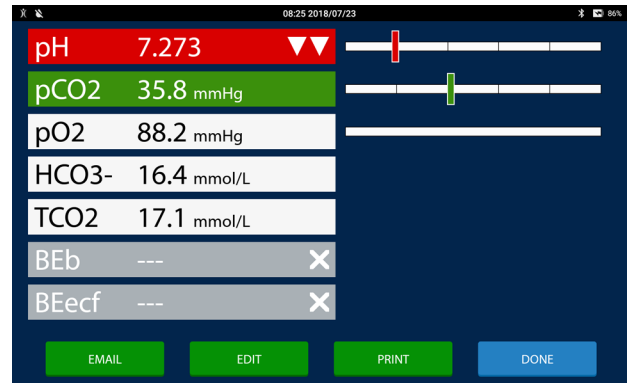 08:25 2018/07/23 86%
pH 7.273
pCO2 35.8 mmHg
pO2 88.2 mmHg
HCO3- 16.4 mmol/L
TCO2 17.1 mmol/L
BEb ---
BEecf ---
EMAIL EDIT PRINT DONE